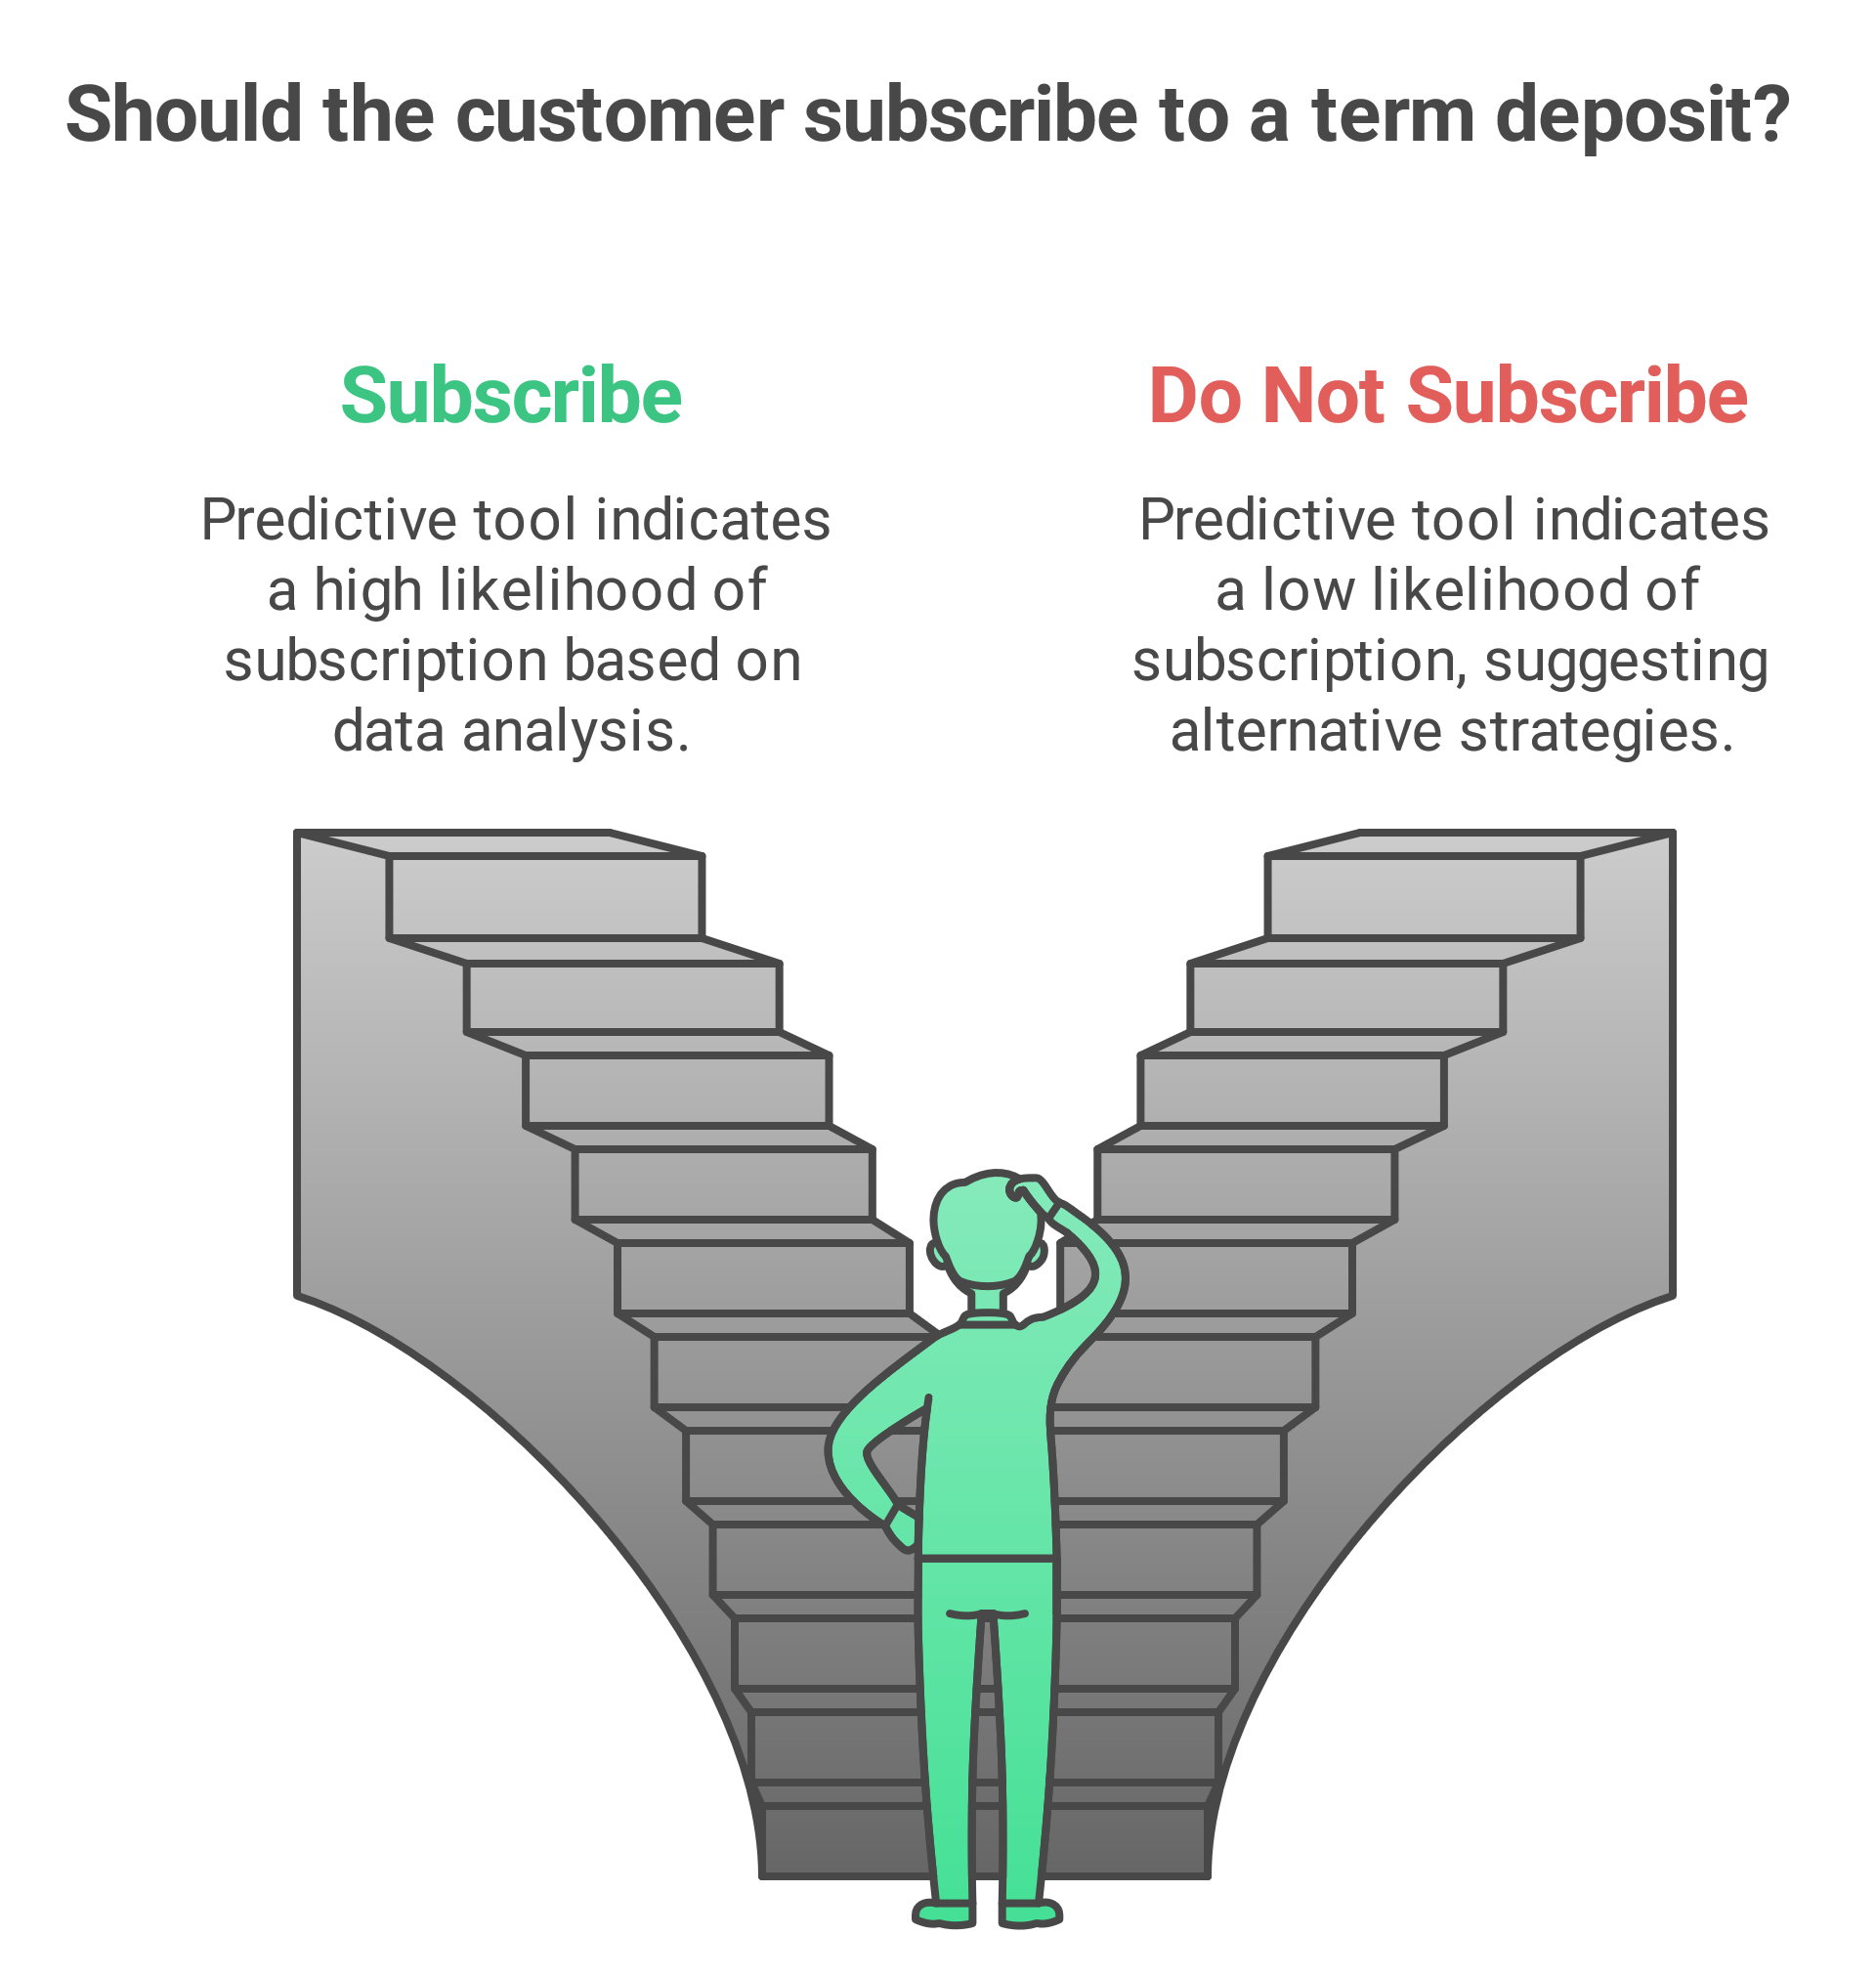 Should the customer subscribe to a term deposit?
Subscribe
Predictive tool indicates
a high likelihood of
subscription based on
data analysis.
Do Not Subscribe
Predictive tool indicates
a low likelihood of
subscription, suggesting
alternative strategies.